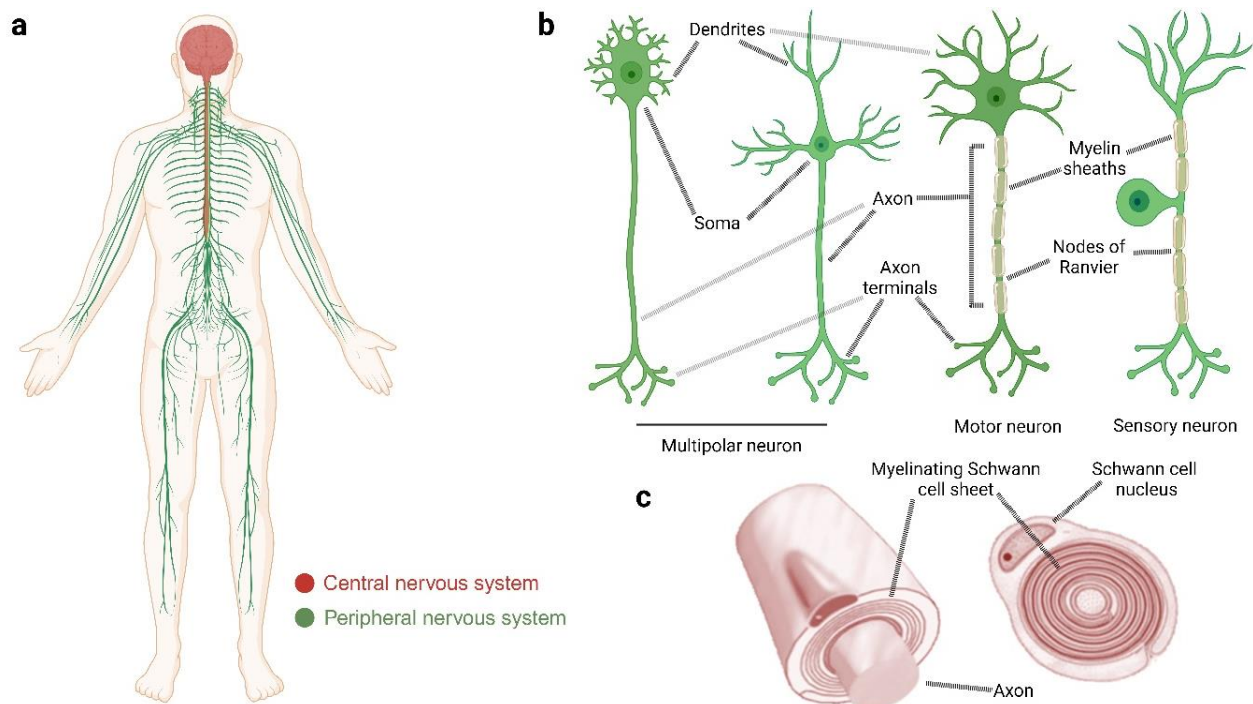 a
Central nervous system
Peripheral nervous system
b
Dendrites
Soma
Axon
Axon
terminals
Myelin
sheaths
Nodes of
Ranvier
Multipolar neuron
Motor neuron
Sensory neuron
c
Myelinating Schwann
cell sheet
Schwann cell
nucleus
Axon